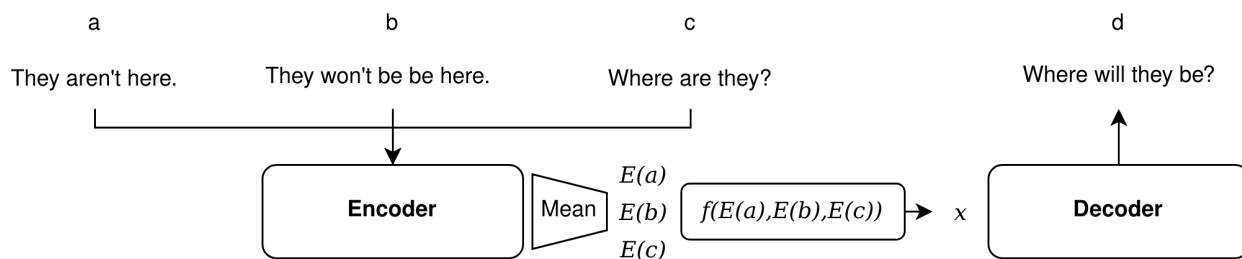 a b c d
They aren't here. They won't be be here. Where are they? Where will they be?
E(a)
Encoder Mean E(b) f(E(a),E(b),E(c)) x Decoder
E(c)